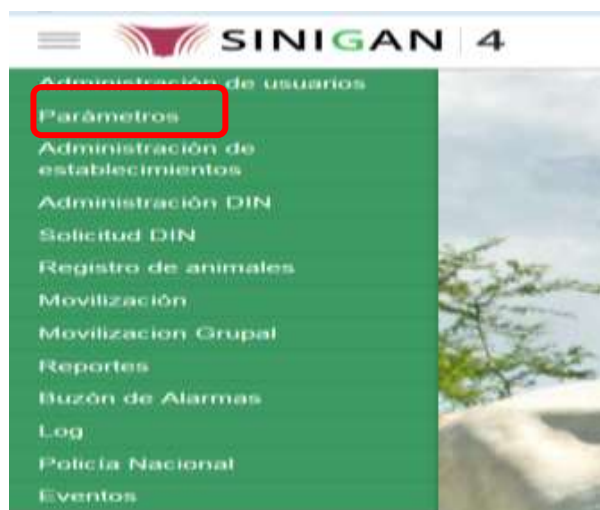 SINIGAN 4
Administración de usuarios
Parámetros
Administración de
establecimientos
Administración DIN
Solicitud DIN
Registro de animales
Movilización
Movilizacion Grupal
Reportes
Buzón de Alarmas
Log
Policía Nacional
Eventos